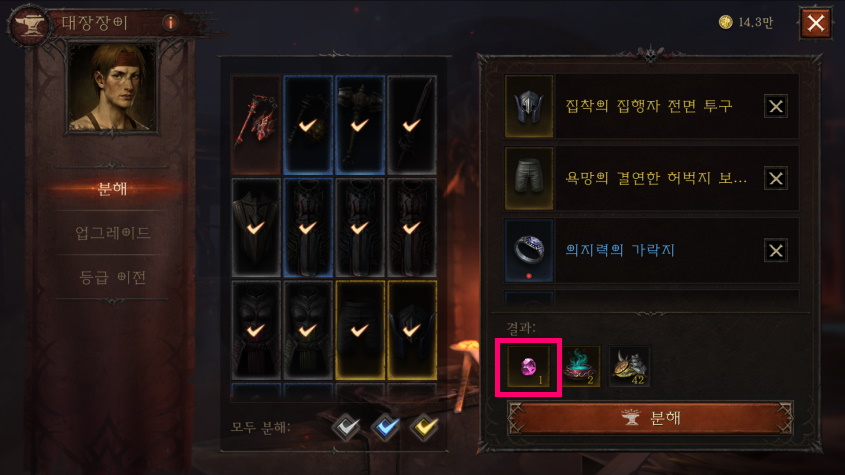 대장장이
14.3만
집착의 집행자 전면 투구
욕망의 결연한 허벅지 보...
분해
업그레이드
의지력의 가락지
등급 이전
결과:
1
2
42
모두 분해:
분해